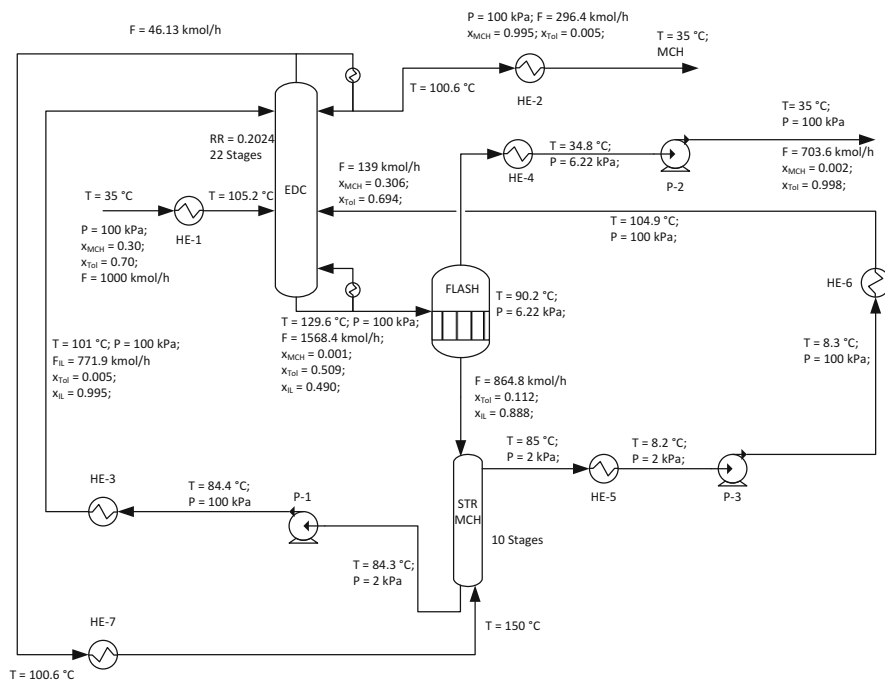 F = 46.13 kmol/h
P = 100 kPa; F = 296.4 kmol/h
x_MCH = 0.995; x_Tol = 0.005;
T = 35 °C;
MCH
HE-2
T = 100.6 °C
RR = 0.2024
22 Stages
EDC
T = 35 °C
T = 105.2 °C
HE-1
P = 100 kPa;
x_MCH = 0.30;
x_Tol = 0.70;
F = 1000 kmol/h
F = 139 kmol/h
x_MCH = 0.306;
x_Tol = 0.694;
HE-4
T = 34.8 °C;
P = 6.22 kPa;
P-2
T = 35 °C;
P = 100 kPa
F = 703.6 kmol/h
x_MCH = 0.002;
x_Tol = 0.998;
T = 104.9 °C;
P = 100 kPa;
HE-6
FLASH
T = 90.2 °C;
P = 6.22 kPa;
T = 129.6 °C; P = 100 kPa;
F = 1568.4 kmol/h;
x_MCH = 0.001;
x_Tol = 0.509;
x_IL = 0.490;
T = 101 °C; P = 100 kPa;
F_IL = 771.9 kmol/h
x_Tol = 0.005;
x_IL = 0.995;
T = 8.3 °C;
P = 100 kPa;
F = 864.8 kmol/h
x_Tol = 0.112;
x_IL = 0.888;
T = 85 °C;
P = 2 kPa;
HE-5
T = 8.2 °C;
P = 2 kPa;
P-3
HE-3
T = 84.4 °C;
P = 100 kPa
P-1
STR
MCH
10 Stages
T = 84.3 °C;
P = 2 kPa
HE-7
T = 150 °C
T = 100.6 °C